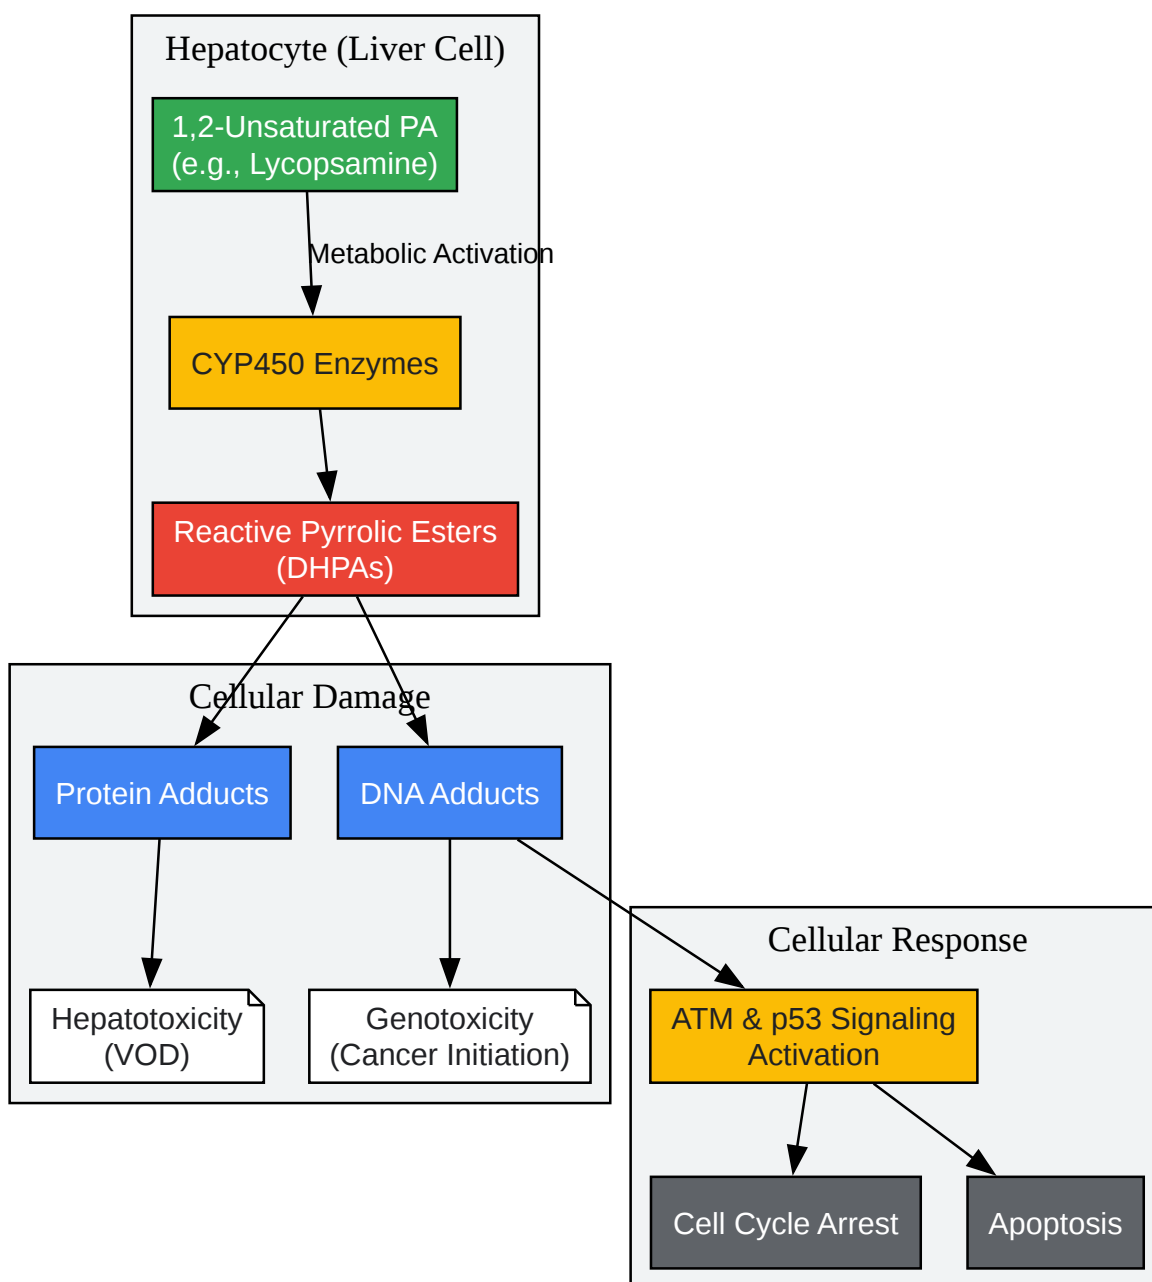 Hepatocyte (Liver Cell)
1,2-Unsaturated PA
(e.g., Lycopsamine)
Metabolic Activation
CYP450 Enzymes
Reactive Pyrrolic Esters
(DHPAs)
Cellular Damage
Protein Adducts
DNA Adducts
Hepatotoxicity
(VOD)
Genotoxicity
(Cancer Initiation)
Cellular Response
ATM & p53 Signaling
Activation
Cell Cycle Arrest
Apoptosis